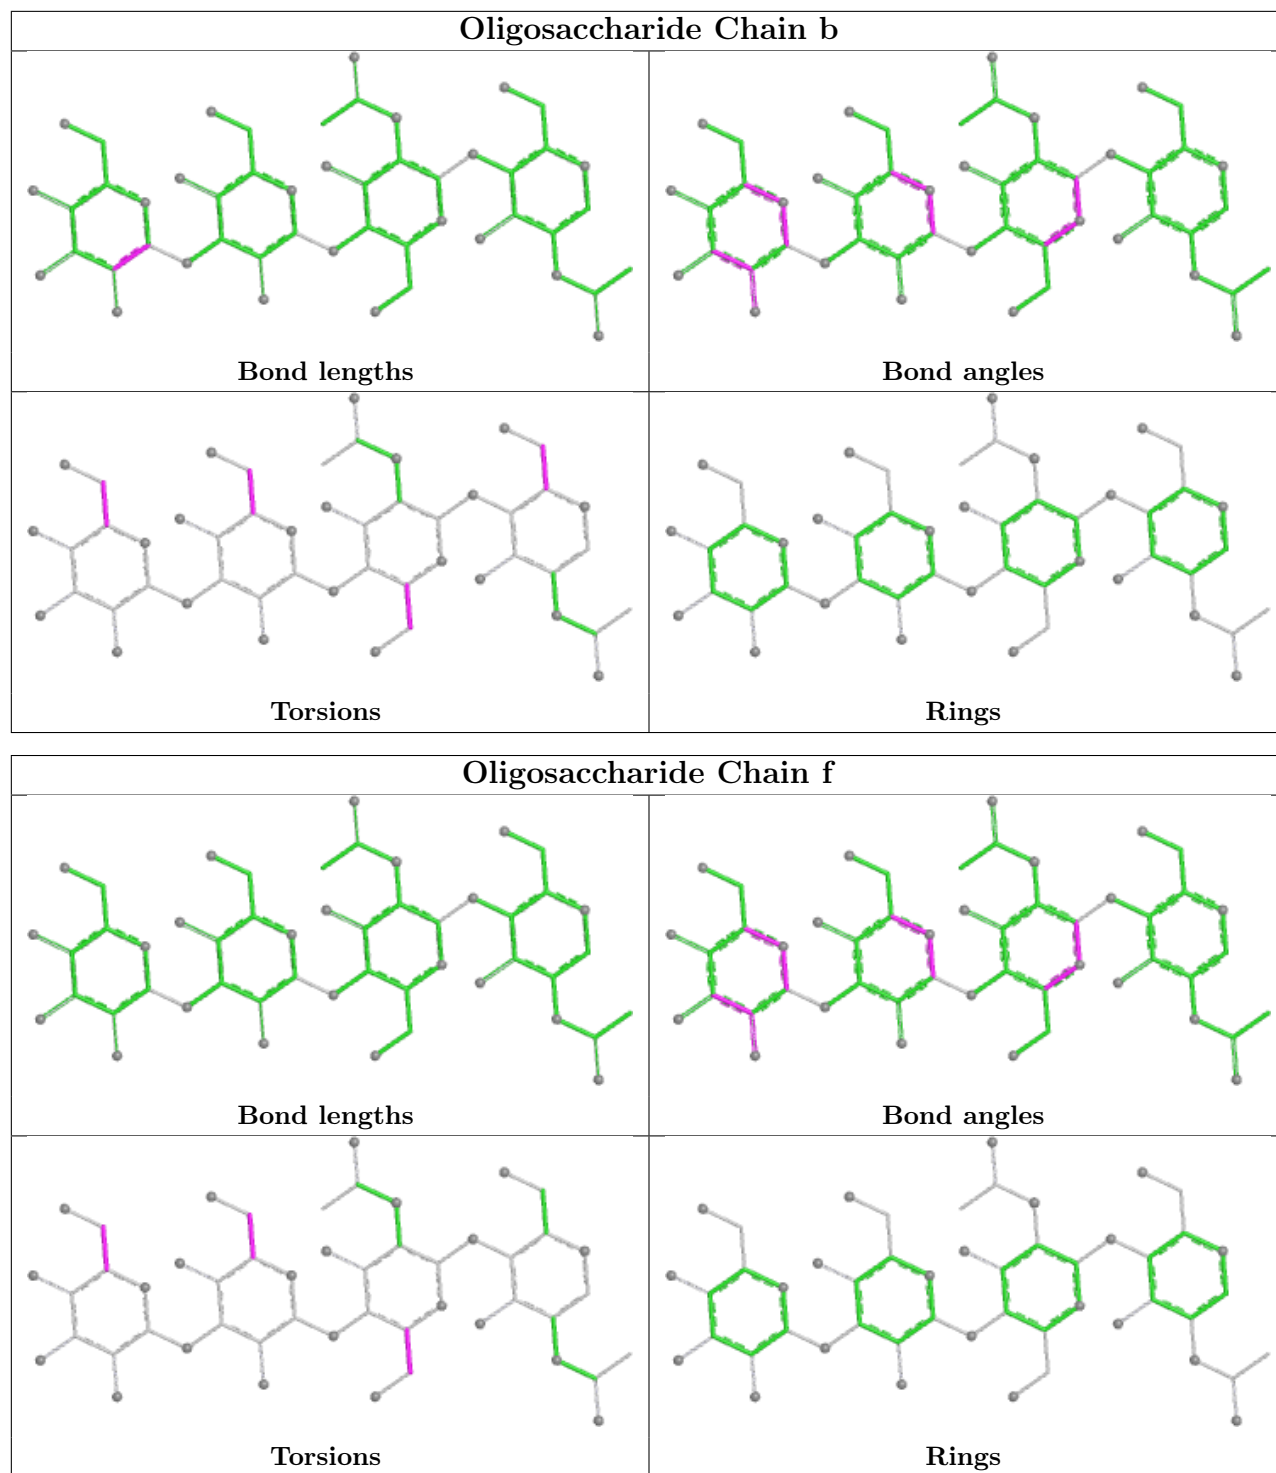 Oligosaccharide Chain b
Bond lengths
Bond angles
Torsions
Rings
Oligosaccharide Chain f
Bond lengths
Bond angles
Torsions
Rings